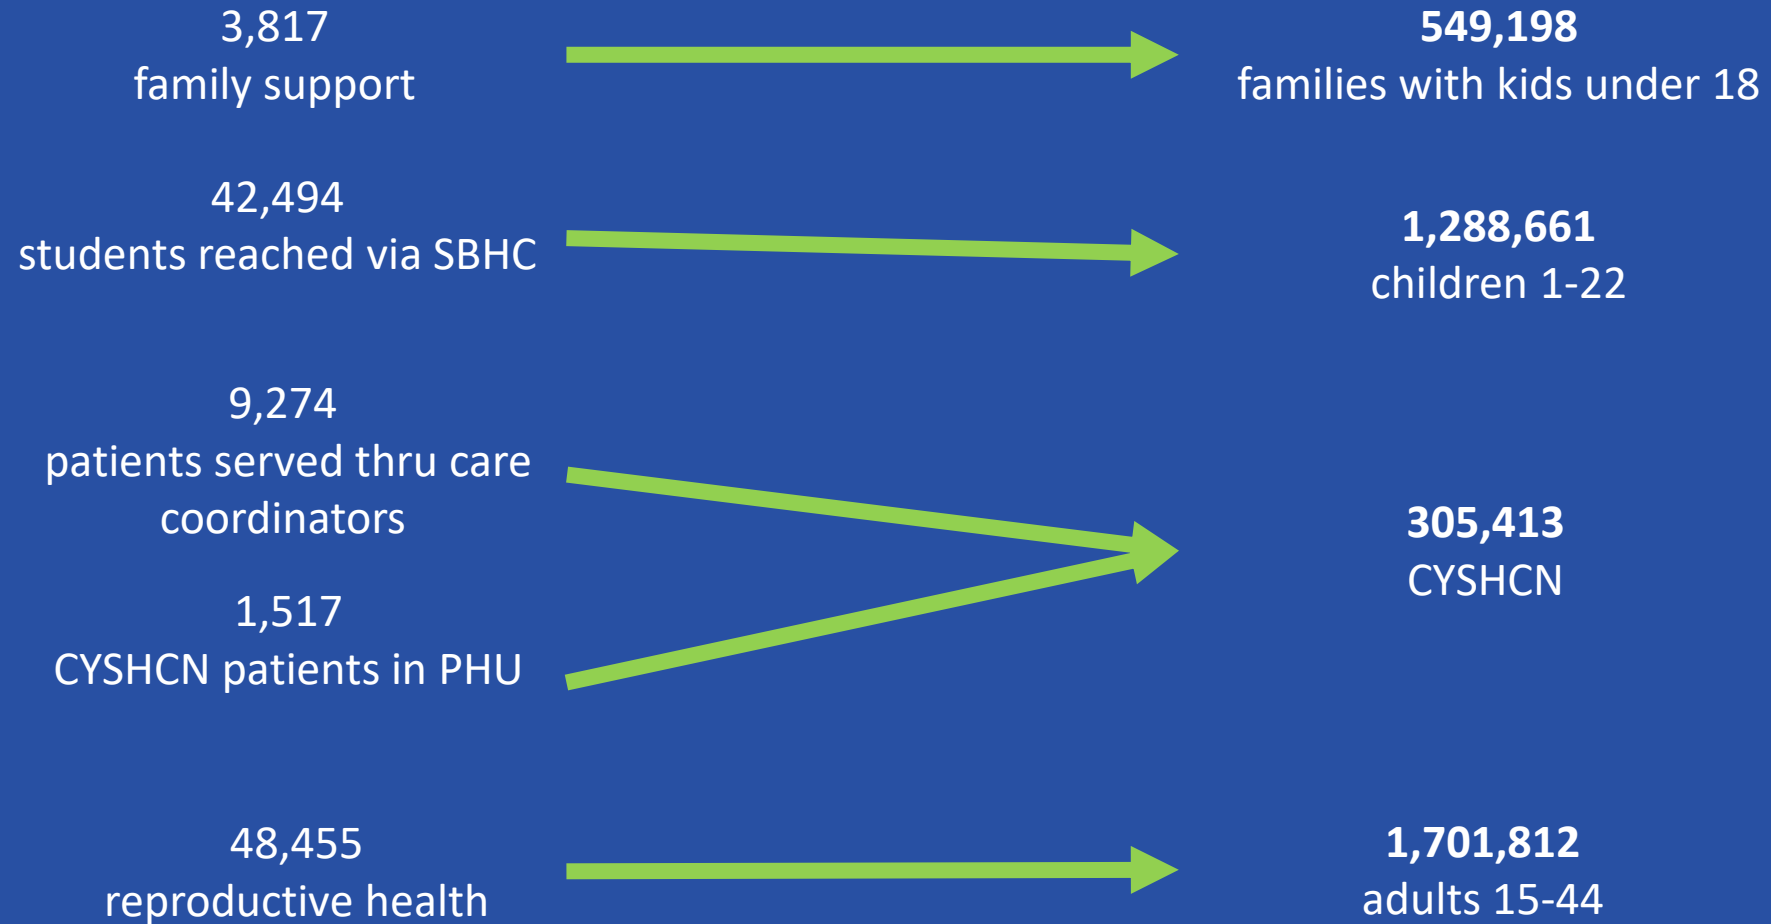 3,817
family support
549,198
families with kids under 18
42,494
students reached via SBHC
1,288,661
children 1-22
9,274
patients served thru care
coordinators
1,517
CYSHCN patients in PHU
305,413
CYSHCN
48,455
reproductive health
1,701,812
adults 15-44